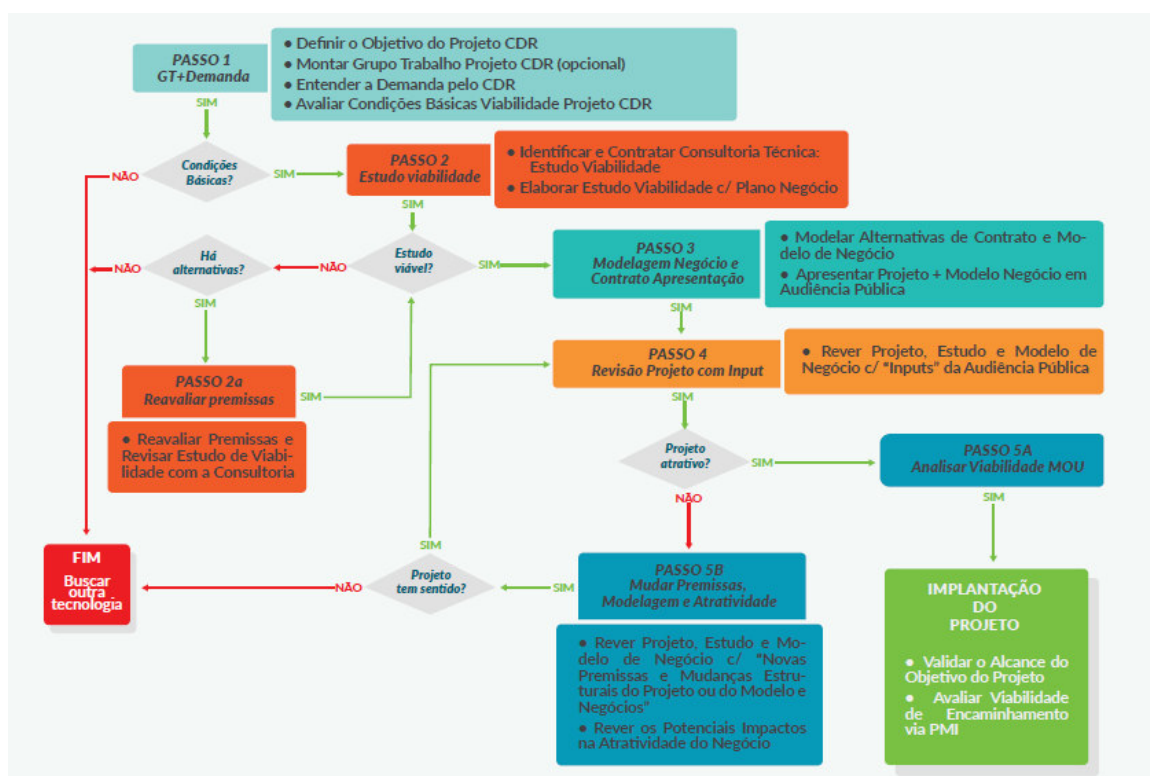 PASSO 1
GT+Demanda
● Definir o Objetivo do Projeto CDR
● Montar Grupo Trabalho Projeto CDR (opcional)
● Entender a Demanda pelo CDR
● Avaliar Condições Básicas Viabilidade Projeto CDR
SIM
Condições
Básicas?
NÃO
SIM
PASSO 2
Estudo viabilidade
● Identificar e Contratar Consultoria Técnica:
Estudo Viabilidade
● Elaborar Estudo Viabilidade c/ Plano Negócio
SIM
Há
alternativas?
NÃO
NÃO
Estudo
viável?
SIM
PASSO 3
Modelagem Negócio e
Contrato Apresentação
● Modelar Alternativas de Contrato e Mo-
delo de Negócio
● Apresentar Projeto + Modelo Negócio em
Audiência Pública
SIM
SIM
PASSO 4
Revisão Projeto com Input
● Rever Projeto, Estudo e Modelo de
Negócio c/ “Inputs” da Audiência Pública
PASSO 2a
Reavaliar premissas
SIM
SIM
● Reavaliar Premissas e
Revisar Estudo de Viabi-
lidade com a Consultoria
Projeto
atrativo?
SIM
PASSO 5A
Analisar Viabilidade MOU
NÃO
SIM
SIM
FIM
Buscar
outra
tecnologia
NÃO
Projeto
tem sentido?
SIM
PASSO 5B
Mudar Premissas,
Modelagem e Atratividade
● Rever Projeto, Estudo e Mo-
delo de Negócio c/ “Novas
Premissas e Mudanças Estru-
turais do Projeto ou do Modelo e
Negócios”
● Rever os Potenciais Impactos
na Atratividade do Negócio
IMPLANTAÇÃO
DO
PROJETO
● Validar o Alcance do
Objetivo do Projeto
● Avaliar Viabilidade
de Encaminhamento
via PMI